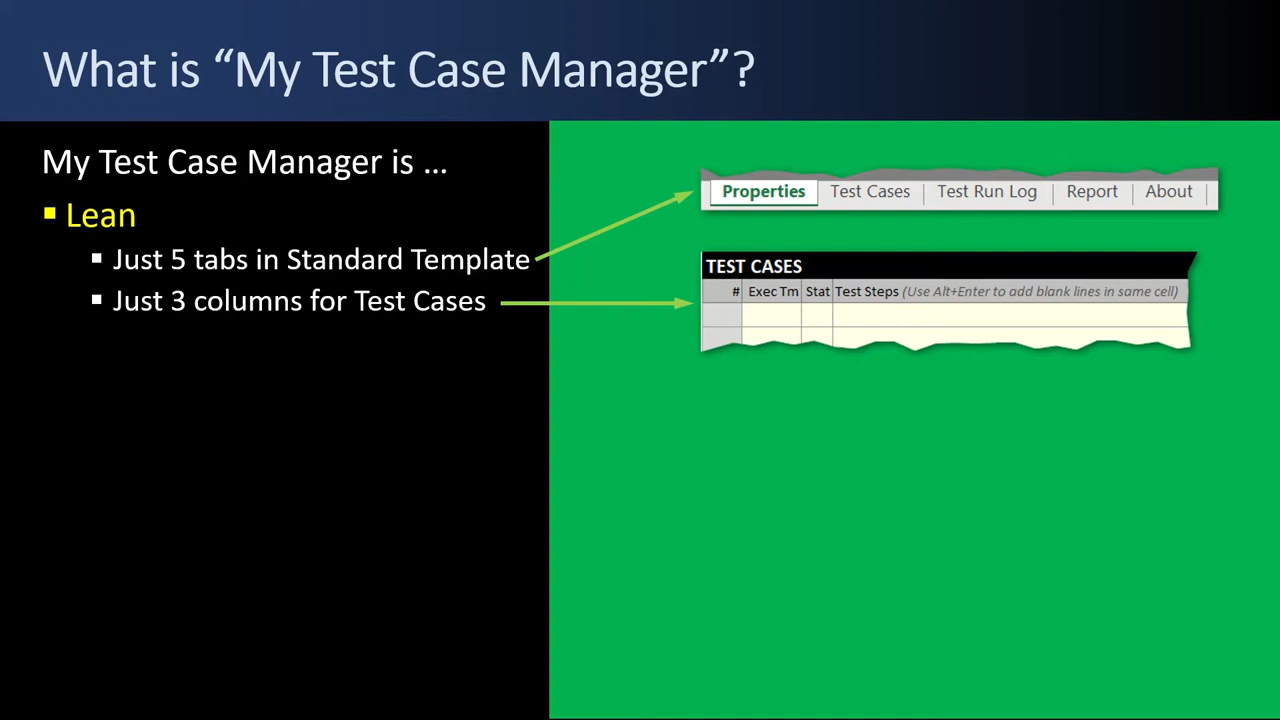 What is “My Test Case Manager”?
My Test Case Manager is …
Lean
Just 5 tabs in Standard Template
Just 3 columns for Test Cases
Properties Test Cases Test Run Log Report About
TEST CASES
# Exec Tm Stat Test Steps (Use Alt+Enter to add blank lines in same cell)